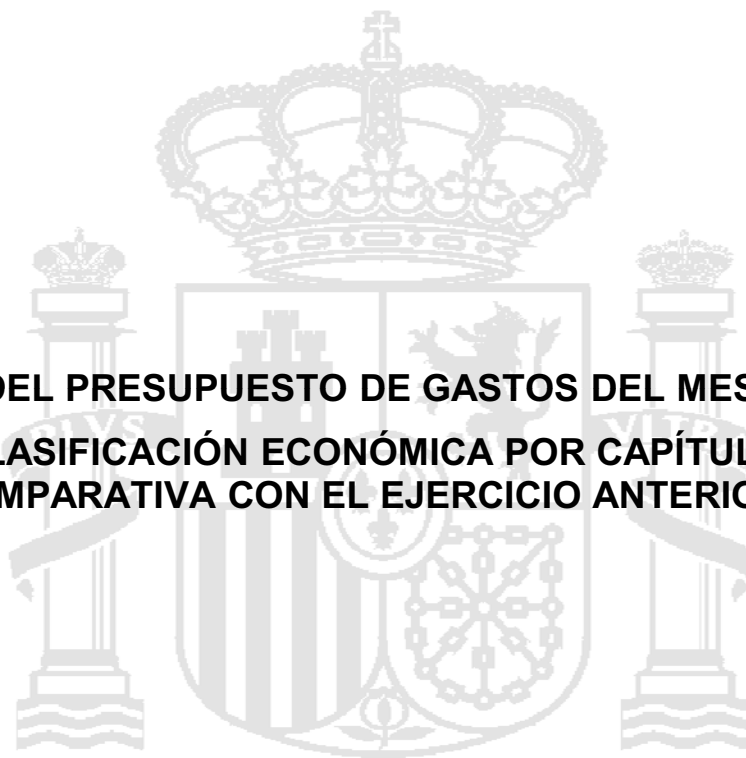 DEL PRESUPUESTO DE GASTOS DEL MES
LASIFICACIÓN ECONÓMICA POR CAPÍTUL
MPARATIVA CON EL EJERCICIO ANTERIO